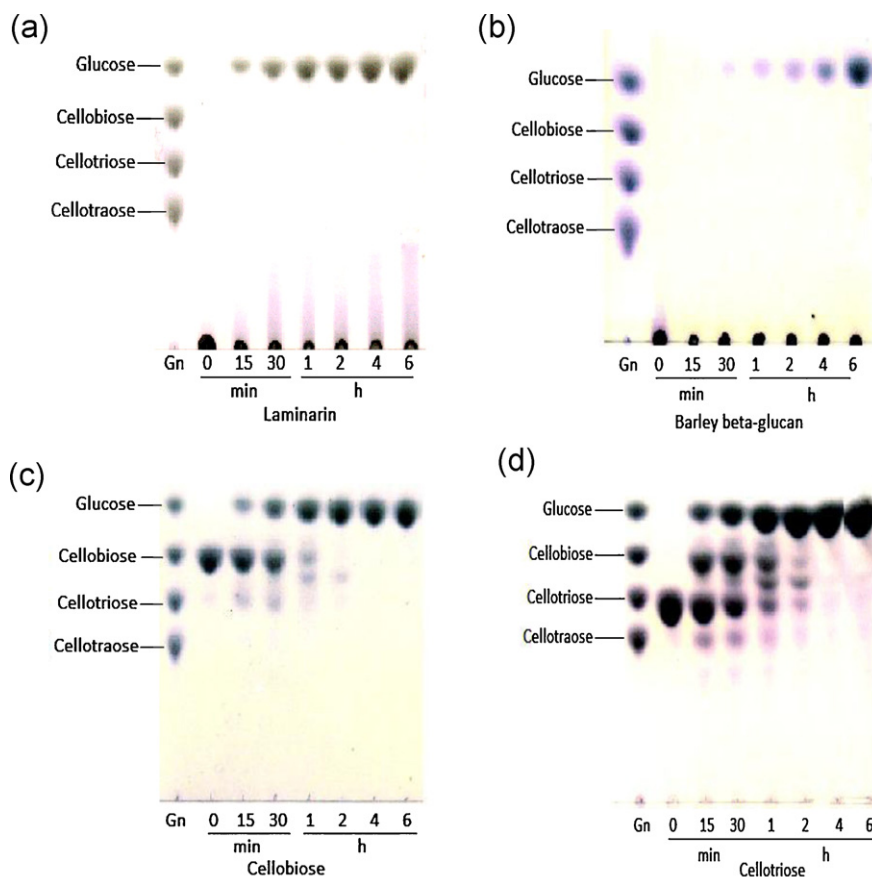 (a)
Glucose
Cellobiose
Cellotriose
Cellotraose
Gn 0 15 30 1 2 4 6
min h
Laminarin
(b)
Glucose
Cellobiose
Cellotriose
Cellotraose
Gn 0 15 30 1 2 4 6
min h
Barley beta-glucan
(c)
Glucose
Cellobiose
Cellotriose
Cellotraose
Gn 0 15 30 1 2 4 6
min h
Cellobiose
(d)
Glucose
Cellobiose
Cellotriose
Cellotraose
Gn 0 15 30 1 2 4 6
min h
Cellotriose